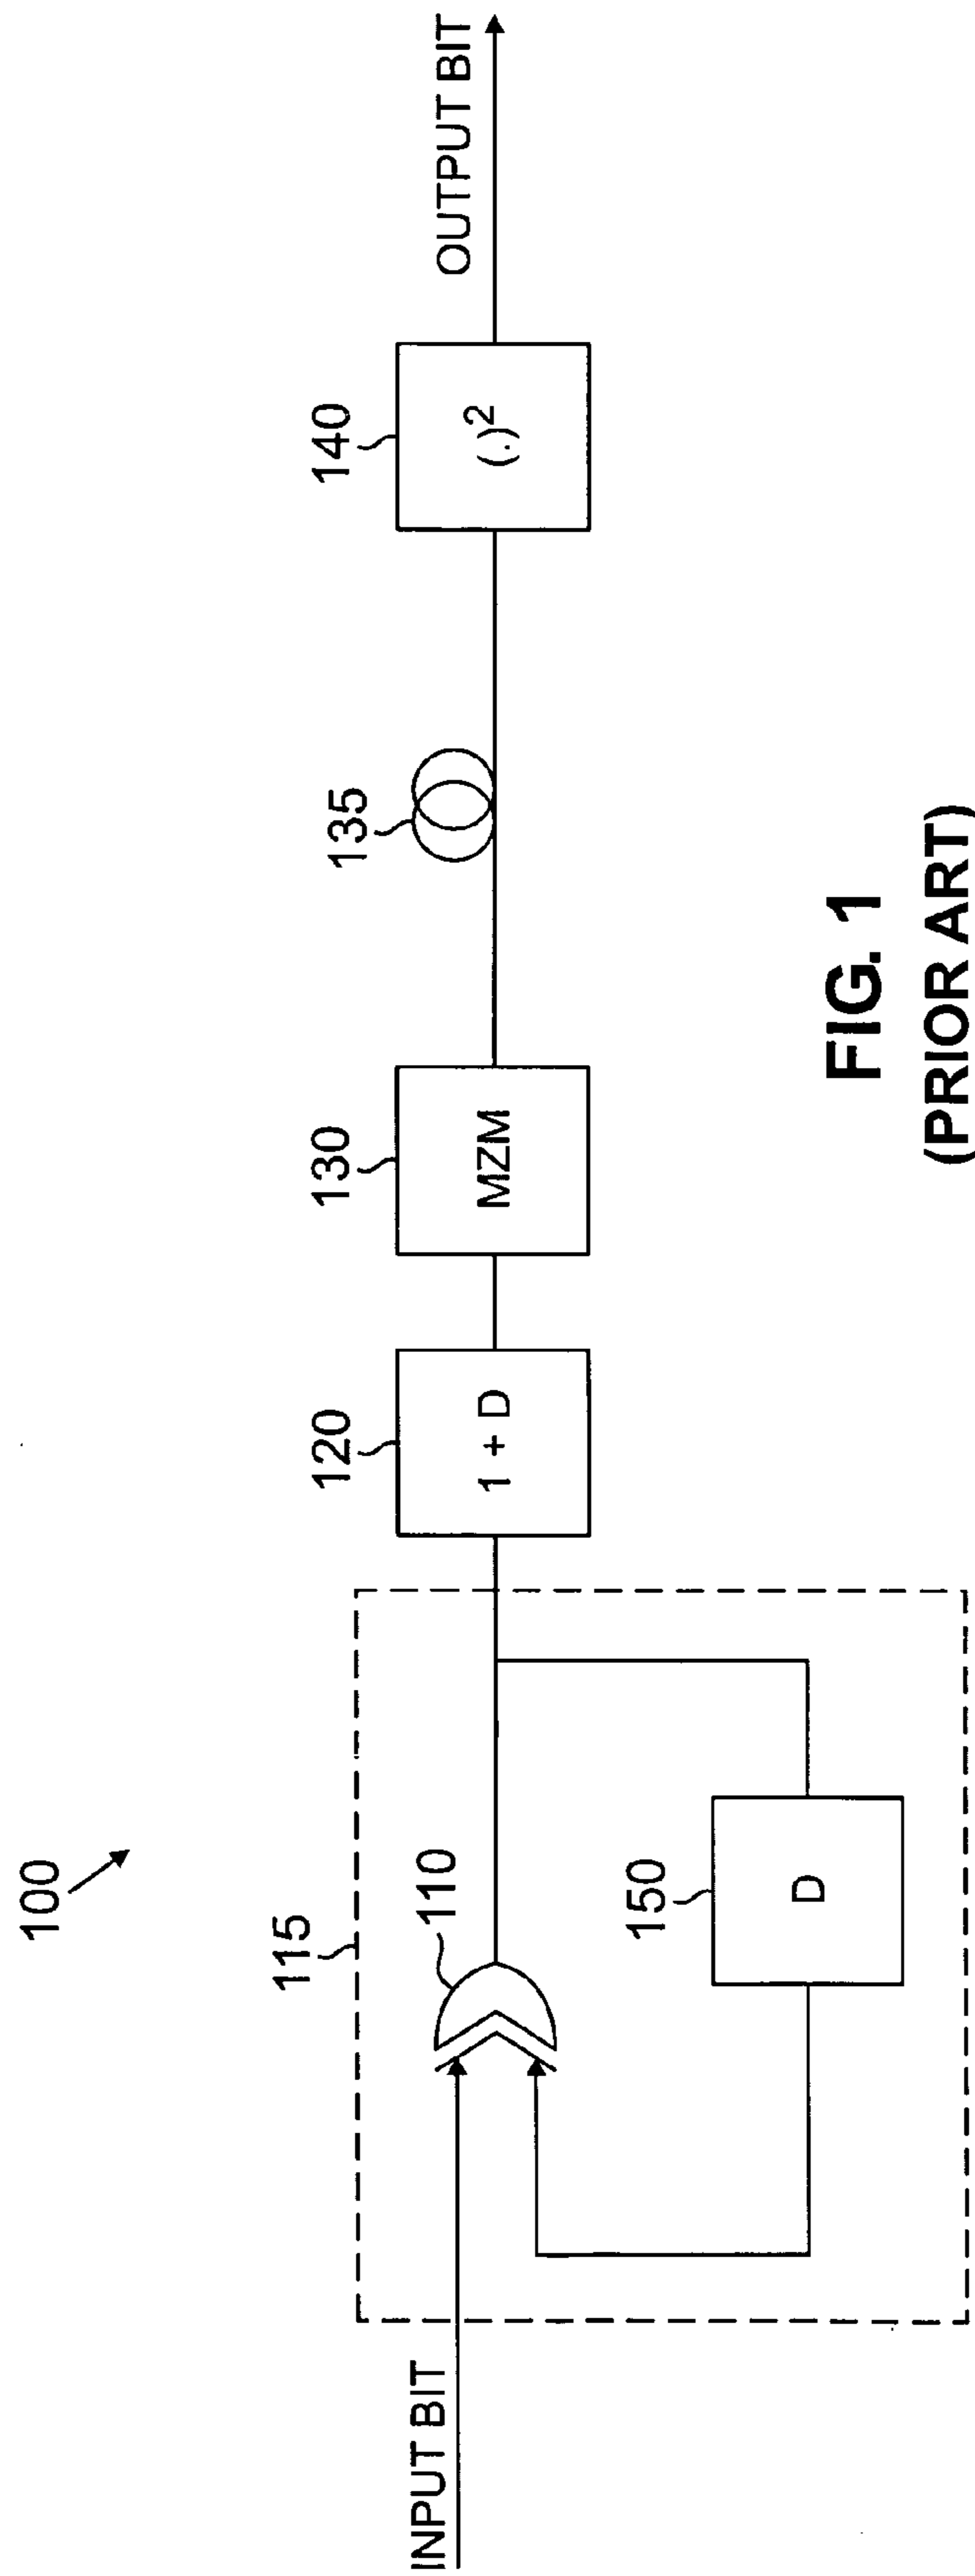 100
115
INPUT BIT
110
150
D
120
1 + D
130
MZM
135
140
(.)²
OUTPUT BIT
FIG. 1
(PRIOR ART)